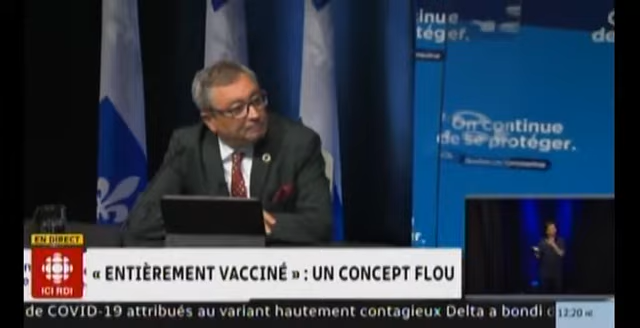 tinue
téger.
de
On continue
de se protéger.
EN DIRECT
« ENTIÈREMENT VACCINÉ » : UN CONCEPT FLOU
ICI RDI
de COVID-19 attribués au variant hautement contagieux Delta a bondi
12:20